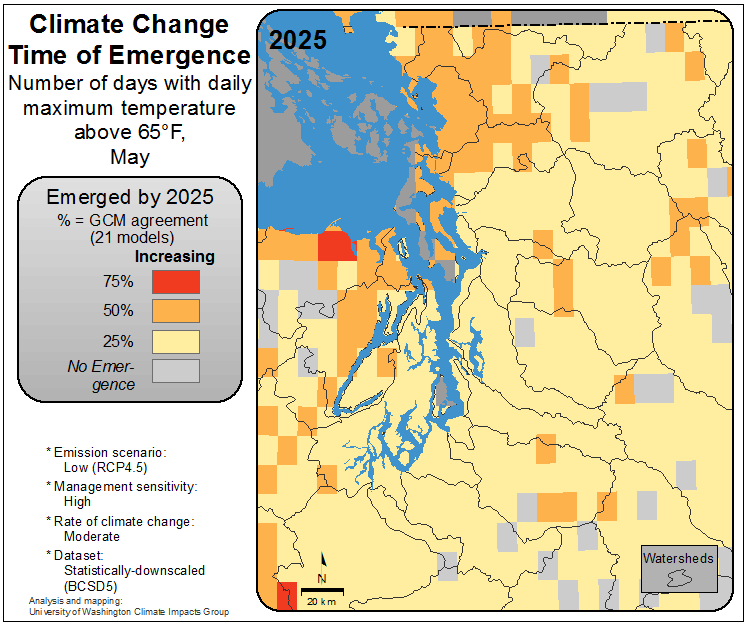 Climate Change
Time of Emergence
Number of days with daily
maximum temperature
above 65°F,
May
Emerged by 2025
% = GCM agreement
(21 models)
Increasing
75%
50%
25%
No Emer-
gence
* Emission scenario:
Low (RCP4.5)
* Management sensitivity:
High
* Rate of climate change:
Moderate
* Dataset:
Statistically-downscaled
(BCSD5)
Analysis and mapping:
University of Washington Climate Impacts Group
2025
N
20 km
Watersheds